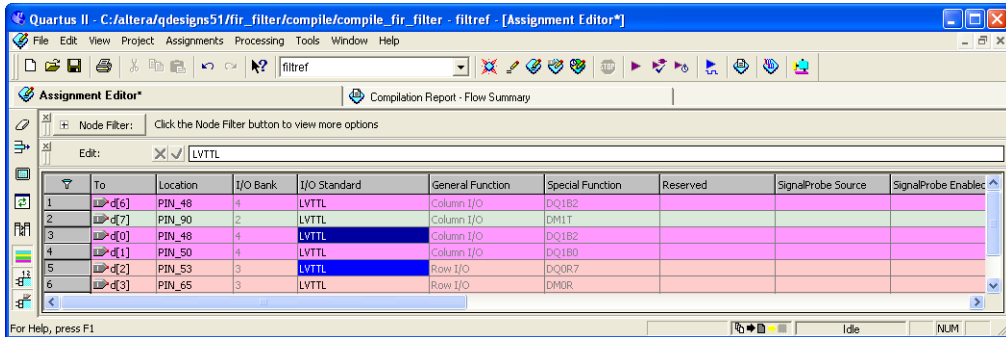 Quartus II - C:/altera/qdesigns51/fir_filter/compile/compile_fir_filter - filtref - [Assignment Editor*]
File Edit View Project Assignments Processing Tools Window Help
filtref
Assignment Editor* Compilation Report - Flow Summary
Node Filter: Click the Node Filter button to view more options
Edit: LVTTL
To Location I/O Bank I/O Standard General Function Special Function Reserved SignalProbe Source SignalProbe Enabled
1 d[6] PIN_48 4 LVTTL Column I/O DQ1B2
2 d[7] PIN_90 2 LVTTL Column I/O DM1T
3 d[0] PIN_48 4 LVTTL Column I/O DQ1B2
4 d[1] PIN_50 4 LVTTL Column I/O DQ1B0
5 d[2] PIN_53 3 LVTTL Row I/O DQ0R7
6 d[3] PIN_65 3 LVTTL Row I/O DM0R
For Help, press F1 Idle NUM